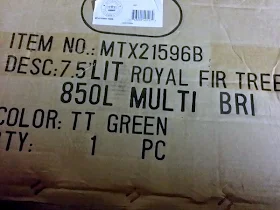 ITEM NO.: MTX21596B
DESC: 7.5' LIT ROYAL FIR TREE
850L MULTI BRI
COLOR: TT GREEN
TY: 1 PC